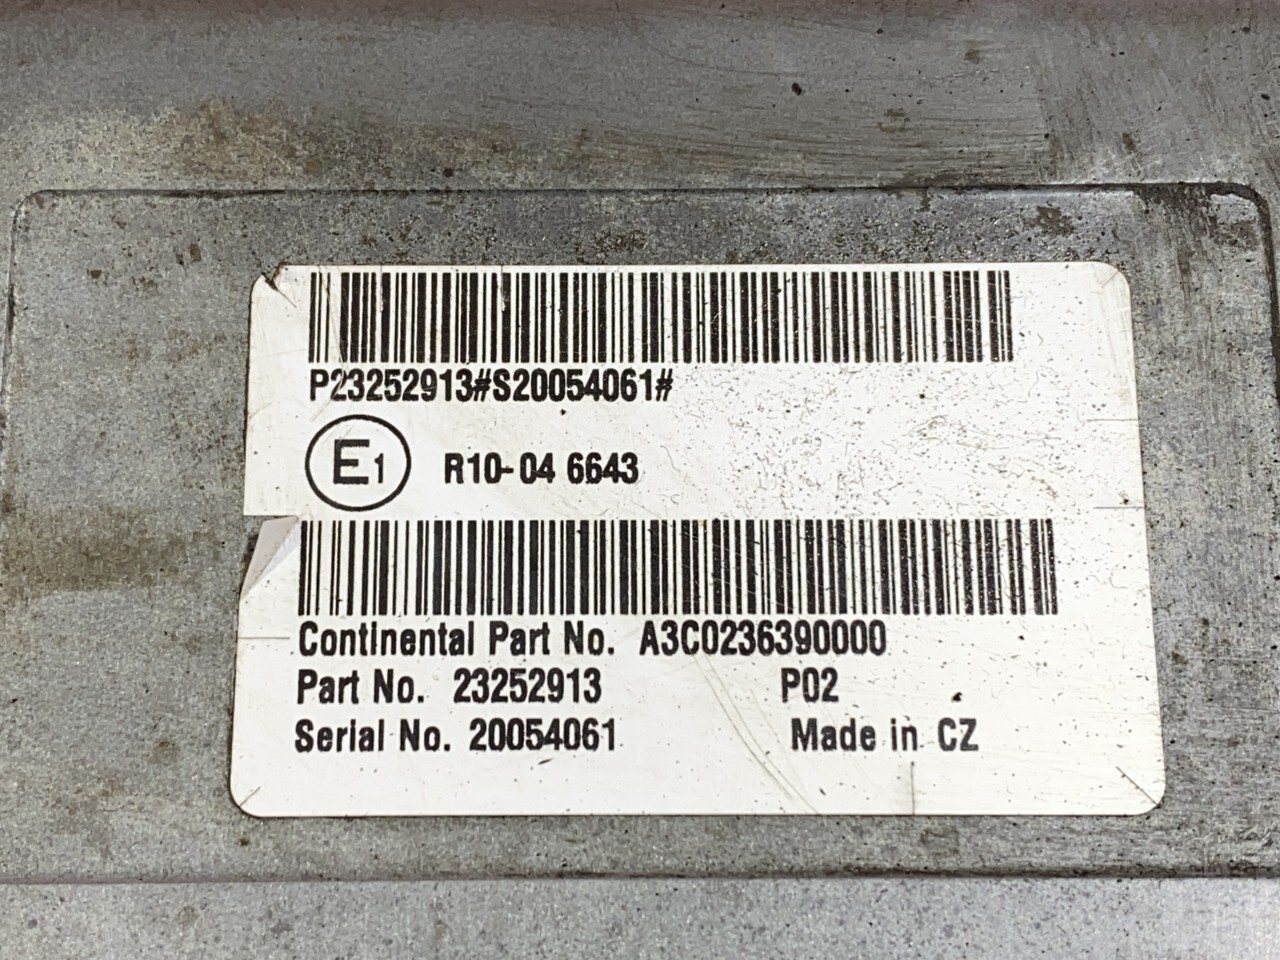 P23252913#S20054061#
E1 R10-04 6643
Continental Part No. A3C0236390000
Part No. 23252913 P02
Serial No. 20054061 Made in CZ